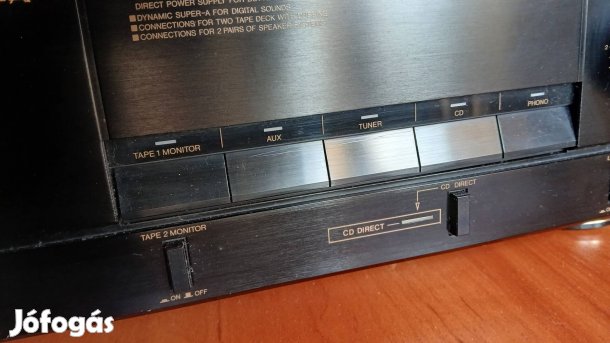 DIRECT POWER SUPPLY FOR
DYNAMIC SUPER-A FOR DIGITAL SOUNDS
CONNECTIONS FOR TWO TAPE DECK WITH
CONNECTIONS FOR 2 PAIRS OF SPEAKER
TAPE 1 MONITOR
AUX
TUNER
CD
PHONO
CD DIRECT
TAPE 2 MONITOR
CD DIRECT
ON OFF
Jófogás